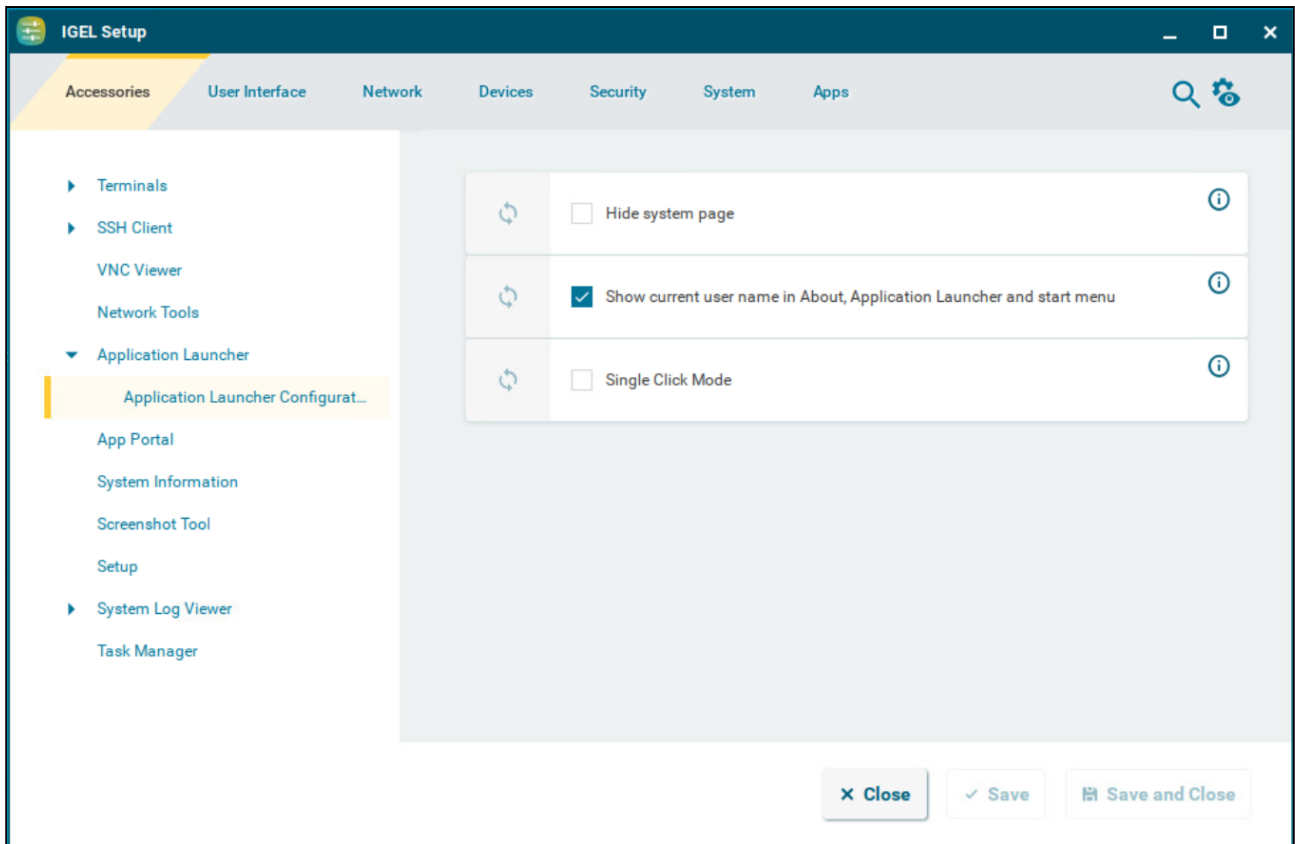 IGEL Setup
Accessories
User Interface
Network
Devices
Security
System
Apps
Terminals
SSH Client
VNC Viewer
Network Tools
Application Launcher
Application Launcher Configurat...
App Portal
System Information
Screenshot Tool
Setup
System Log Viewer
Task Manager
Hide system page
Show current user name in About, Application Launcher and start menu
Single Click Mode
Close
Save
Save and Close